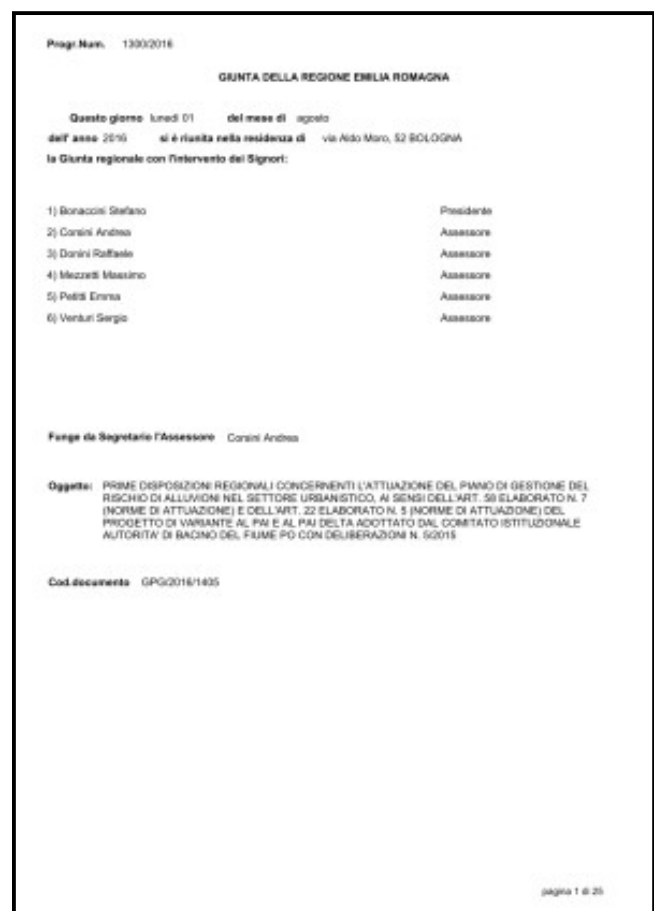 Progr.Num. 1300/2016
GIUNTA DELLA REGIONE EMILIA ROMAGNA
Questo giorno lunedì 01 del mese di agosto
dell' anno 2016 si è riunita nella residenza di via Aldo Moro, 52 BOLOGNA
la Giunta regionale con l'intervento dei Signori:
1) Bonaccini Stefano Presidente
2) Corsini Andrea Assessore
3) Donini Raffaele Assessore
4) Mezzetti Massimo Assessore
5) Petitti Emma Assessore
6) Venturi Sergio Assessore
Funge da Segretario l'Assessore Corsini Andrea
Oggetto: PRIME DISPOSIZIONI REGIONALI CONCERNENTI L'ATTUAZIONE DEL PIANO DI GESTIONE DEL
RISCHIO DI ALLUVIONI NEL SETTORE URBANISTICO, AI SENSI DELL'ART. 58 ELABORATO N. 7
(NORME DI ATTUAZIONE) E DELL'ART. 22 ELABORATO N. 5 (NORME DI ATTUAZIONE) DEL
PROGETTO DI VARIANTE AL PAI E AL PAI DELTA ADOTTATO DAL COMITATO ISTITUZIONALE
AUTORITA' DI BACINO DEL FIUME PO CON DELIBERAZIONI N. 5/2015
Cod.documento GPG/2016/1405
pagina 1 di 25